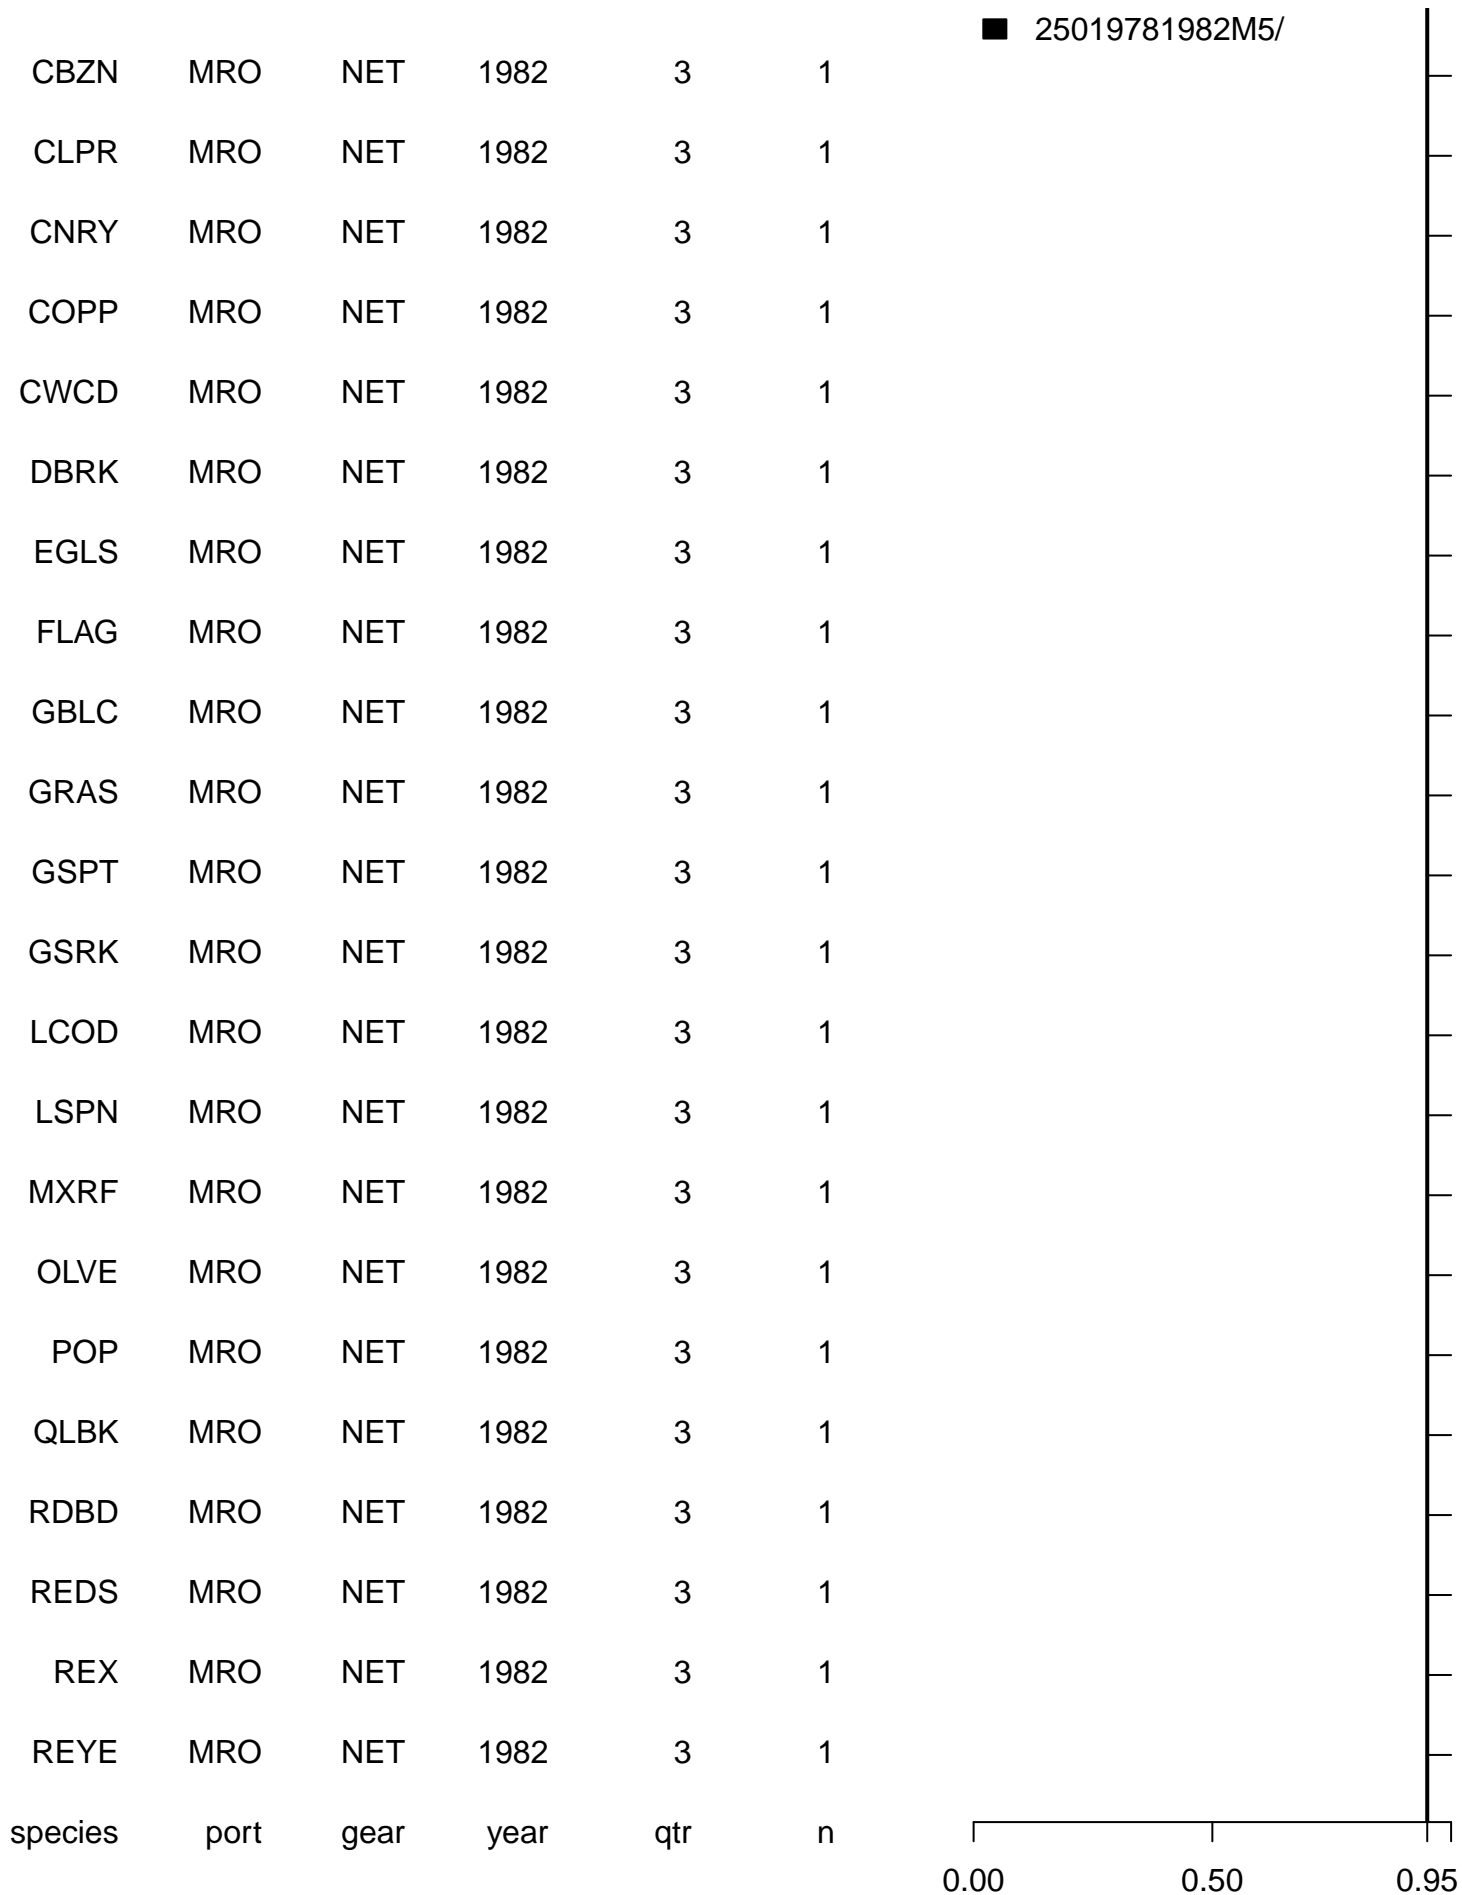 25019781982M5/
CBZN MRO NET 1982 3 1
CLPR MRO NET 1982 3 1
CNRY MRO NET 1982 3 1
COPP MRO NET 1982 3 1
CWCD MRO NET 1982 3 1
DBRK MRO NET 1982 3 1
EGLS MRO NET 1982 3 1
FLAG MRO NET 1982 3 1
GBLC MRO NET 1982 3 1
GRAS MRO NET 1982 3 1
GSPT MRO NET 1982 3 1
GSRK MRO NET 1982 3 1
LCOD MRO NET 1982 3 1
LSPN MRO NET 1982 3 1
MXRF MRO NET 1982 3 1
OLVE MRO NET 1982 3 1
POP MRO NET 1982 3 1
QLBK MRO NET 1982 3 1
RDBD MRO NET 1982 3 1
REDS MRO NET 1982 3 1
REX MRO NET 1982 3 1
REYE MRO NET 1982 3 1
species port gear year qtr n
0.00 0.50 0.95